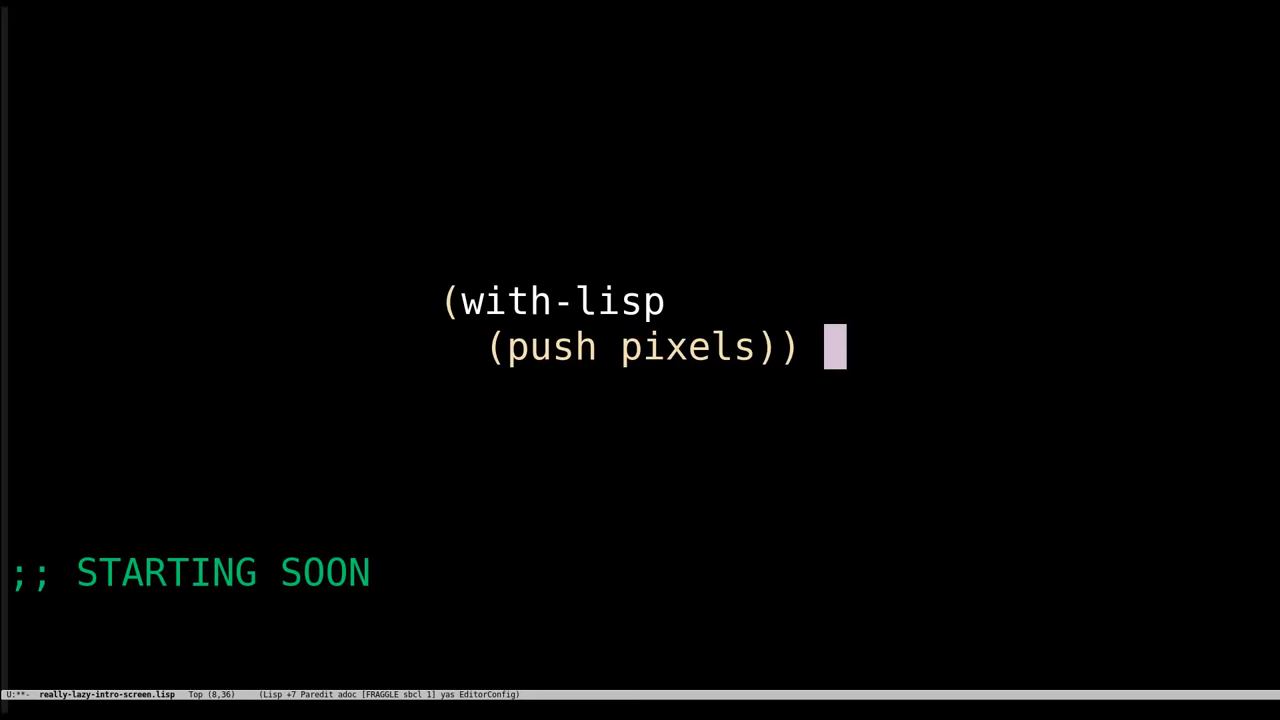 (with-lisp
(push pixels))
;; STARTING SOON
U:**-  really-lazy-intro-screen.lisp   Top (8,36)     (Lisp +7 Paredit adoc [FRAGGLE sbcl 1] yas EditorConfig)